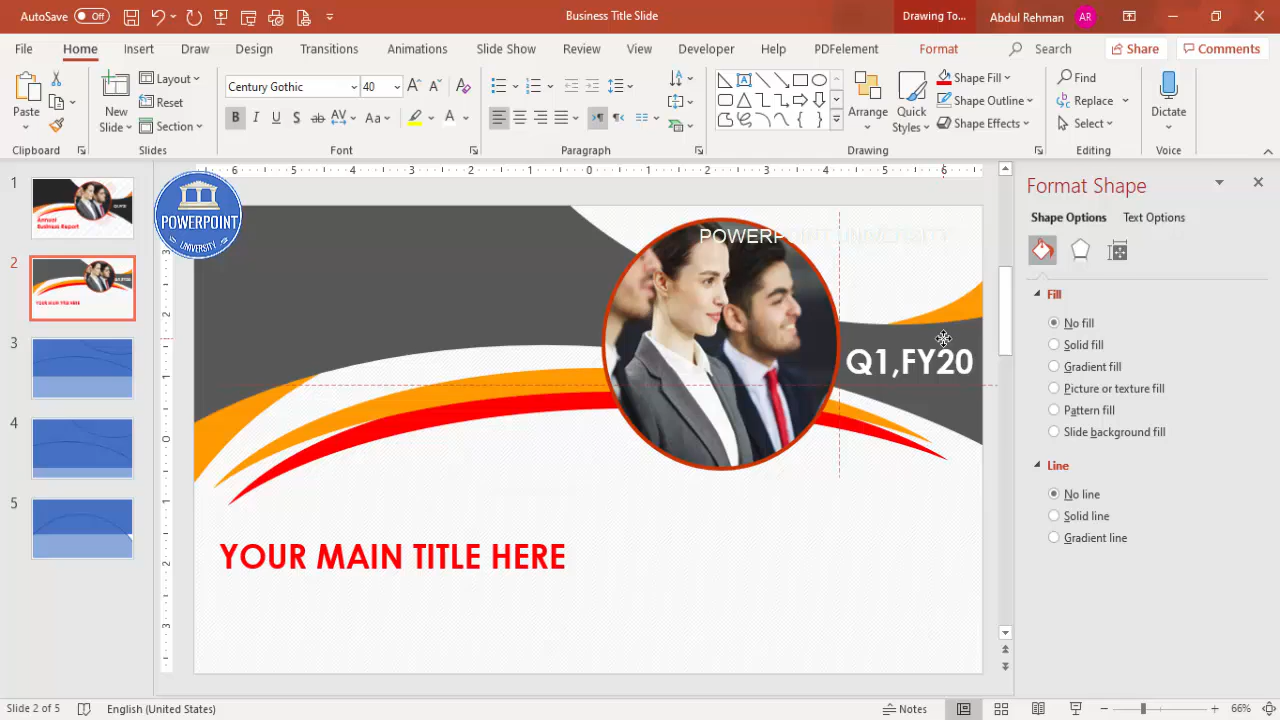 AutoSave Off
Business Title Slide
Drawing To...
Abdul Rehman AR
File Home Insert Draw Design Transitions Animations Slide Show Review View Developer Help PDFelement Format Search Share Comments
Paste
Clipboard
New
Slide
Layout
Reset
Section
Slides
Century Gothic 40
Font
Paragraph
Arrange
Quick
Styles
Shape Fill
Shape Outline
Shape Effects
Drawing
Find
Replace
Select
Editing
Dictate
Voice
1
Annual
Business Report
2
YOUR MAIN TITLE HERE
3
4
5
POWERPOINT
UNIVERSITY
POWERPOINT UNIVERSITY
Q1,FY20
YOUR MAIN TITLE HERE
Format Shape
Shape Options Text Options
Fill
No fill
Solid fill
Gradient fill
Picture or texture fill
Pattern fill
Slide background fill
Line
No line
Solid line
Gradient line
Slide 2 of 5 English (United States) Notes 66%